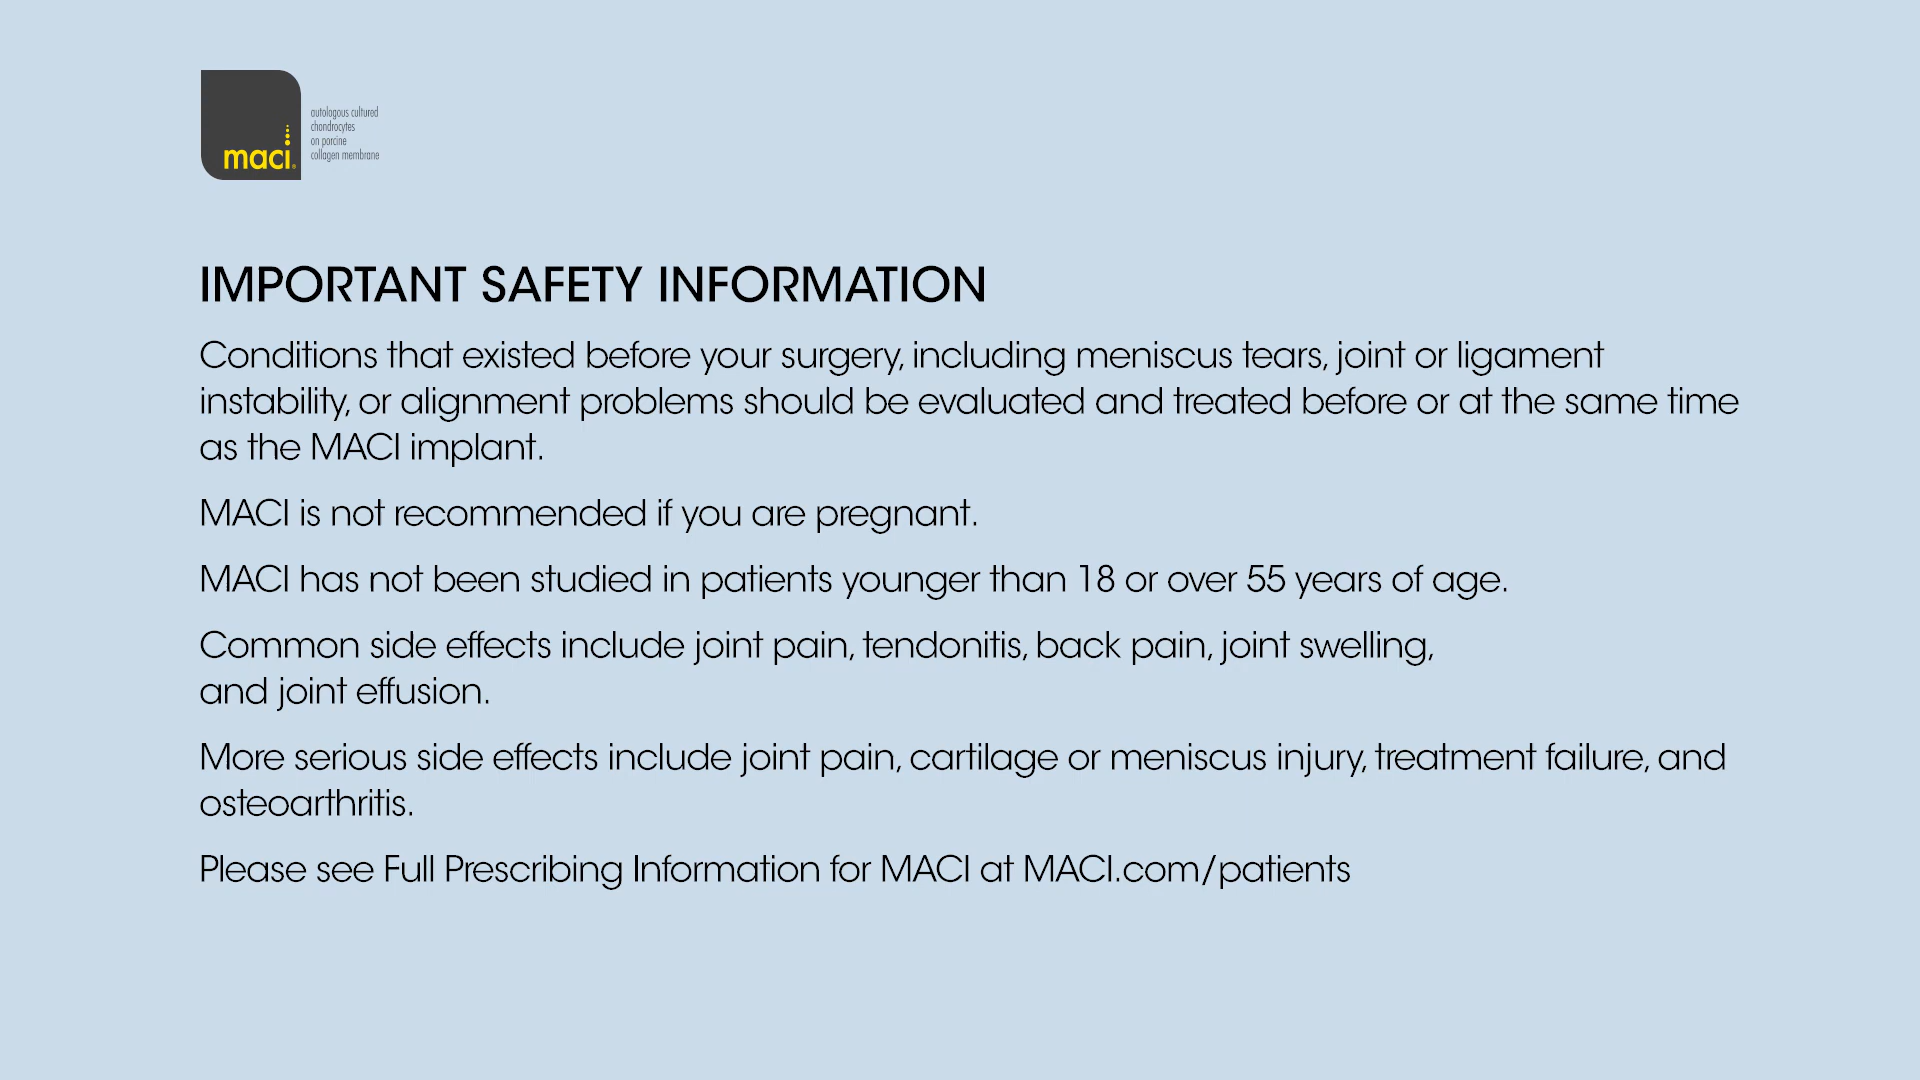 maci®
autologous cultured
chondrocytes
on porcine
collagen membrane
IMPORTANT SAFETY INFORMATION
Conditions that existed before your surgery, including meniscus tears, joint or ligament
instability, or alignment problems should be evaluated and treated before or at the same time
as the MACI implant.
MACI is not recommended if you are pregnant.
MACI has not been studied in patients younger than 18 or over 55 years of age.
Common side effects include joint pain, tendonitis, back pain, joint swelling,
and joint effusion.
More serious side effects include joint pain, cartilage or meniscus injury, treatment failure, and
osteoarthritis.
Please see Full Prescribing Information for MACI at MACI.com/patients